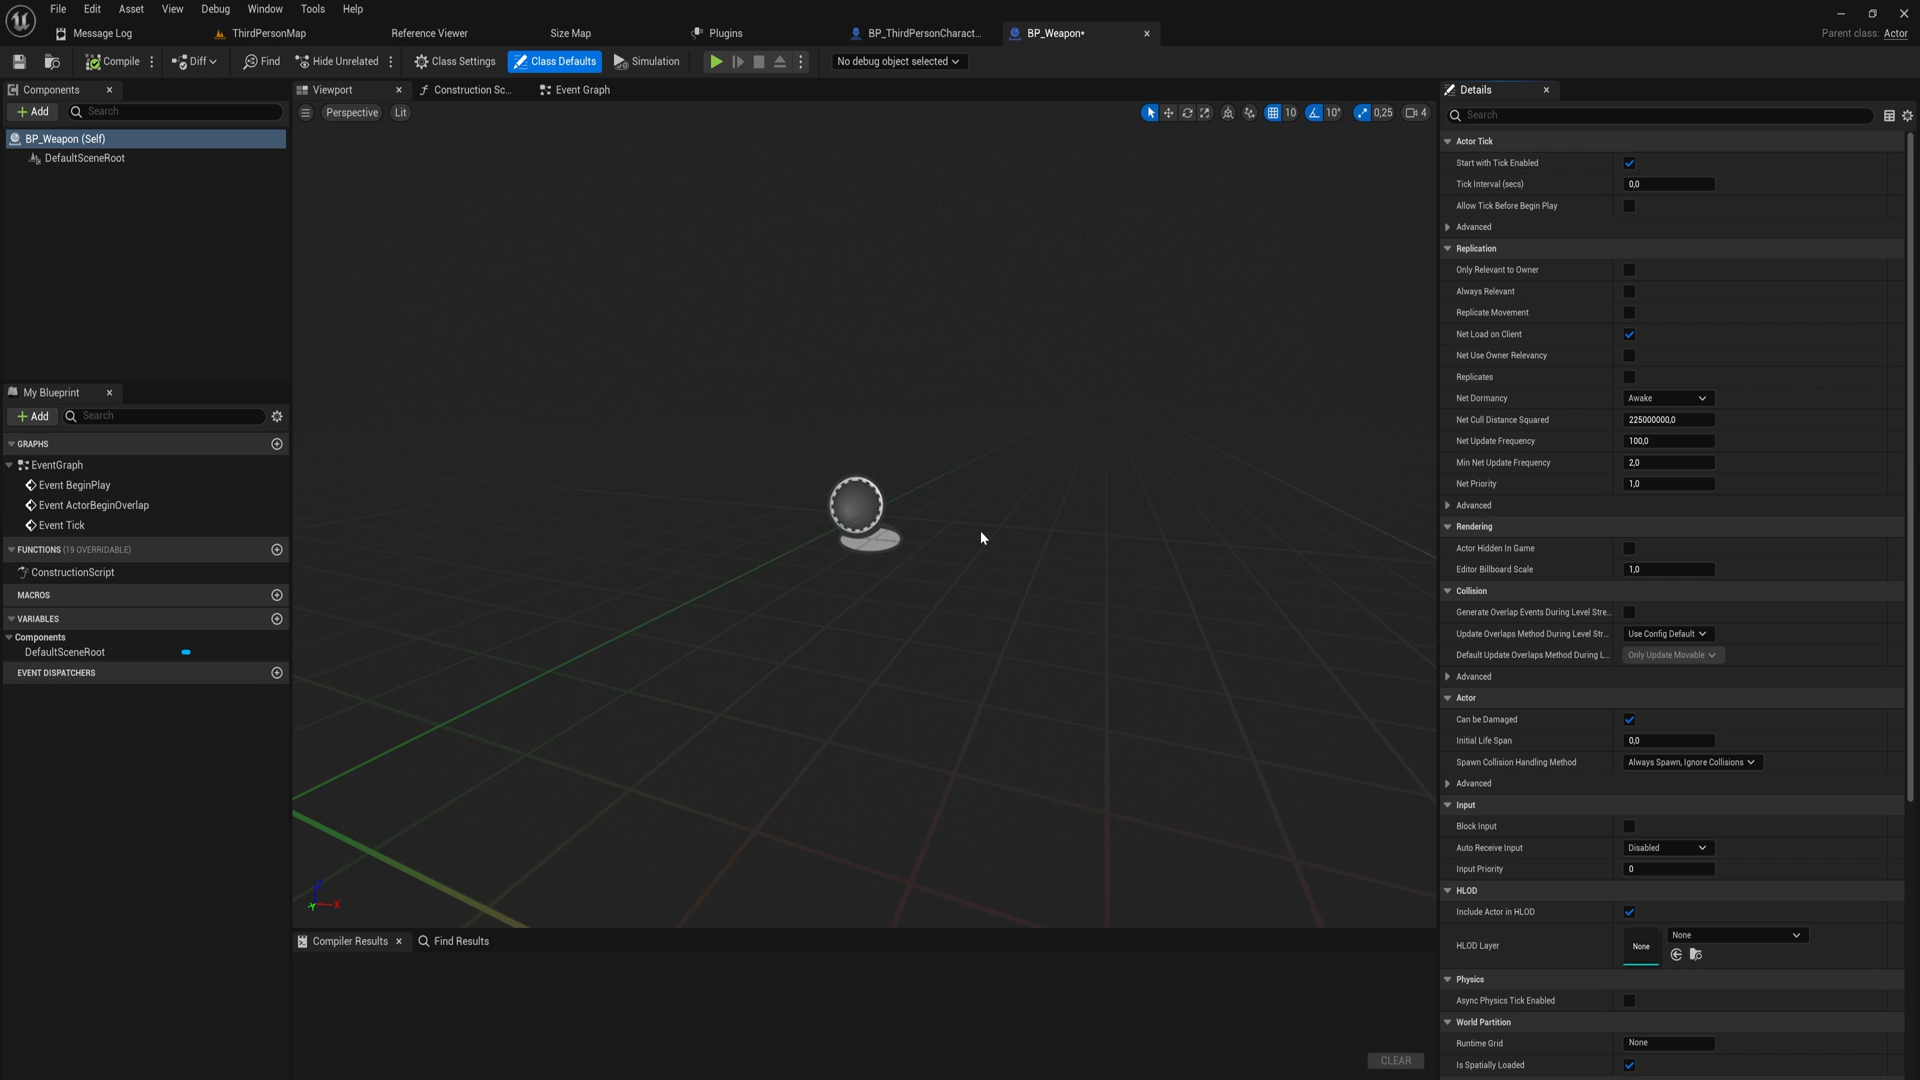 File Edit Asset View Debug Window Tools Help
Message Log ThirdPersonMap Reference Viewer Size Map Plugins BP_ThirdPersonCharact... BP_Weapon*
Parent class: Actor
Compile Diff Find Hide Unrelated Class Settings Class Defaults Simulation No debug object selected
Components
Add Search
BP_Weapon (Self)
DefaultSceneRoot
My Blueprint
Add Search
GRAPHS
EventGraph
Event BeginPlay
Event ActorBeginOverlap
Event Tick
FUNCTIONS (19 OVERRIDABLE)
ConstructionScript
MACROS
VARIABLES
Components
DefaultSceneRoot
EVENT DISPATCHERS
Viewport Construction Sc... Event Graph
Perspective Lit 10 10° 0,25 4
X
Compiler Results Find Results
CLEAR
Details
Search
Actor Tick
Start with Tick Enabled
Tick Interval (secs) 0,0
Allow Tick Before Begin Play
Advanced
Replication
Only Relevant to Owner
Always Relevant
Replicate Movement
Net Load on Client
Net Use Owner Relevancy
Replicates
Net Dormancy Awake
Net Cull Distance Squared 225000000,0
Net Update Frequency 100,0
Min Net Update Frequency 2,0
Net Priority 1,0
Advanced
Rendering
Actor Hidden In Game
Editor Billboard Scale 1,0
Collision
Generate Overlap Events During Level Stre...
Update Overlaps Method During Level Str... Use Config Default
Default Update Overlaps Method During L... Only Update Movable
Advanced
Actor
Can be Damaged
Initial Life Span 0,0
Spawn Collision Handling Method Always Spawn, Ignore Collisions
Advanced
Input
Block Input
Auto Receive Input Disabled
Input Priority 0
HLOD
Include Actor in HLOD
HLOD Layer None None
Physics
Async Physics Tick Enabled
World Partition
Runtime Grid None
Is Spatially Loaded